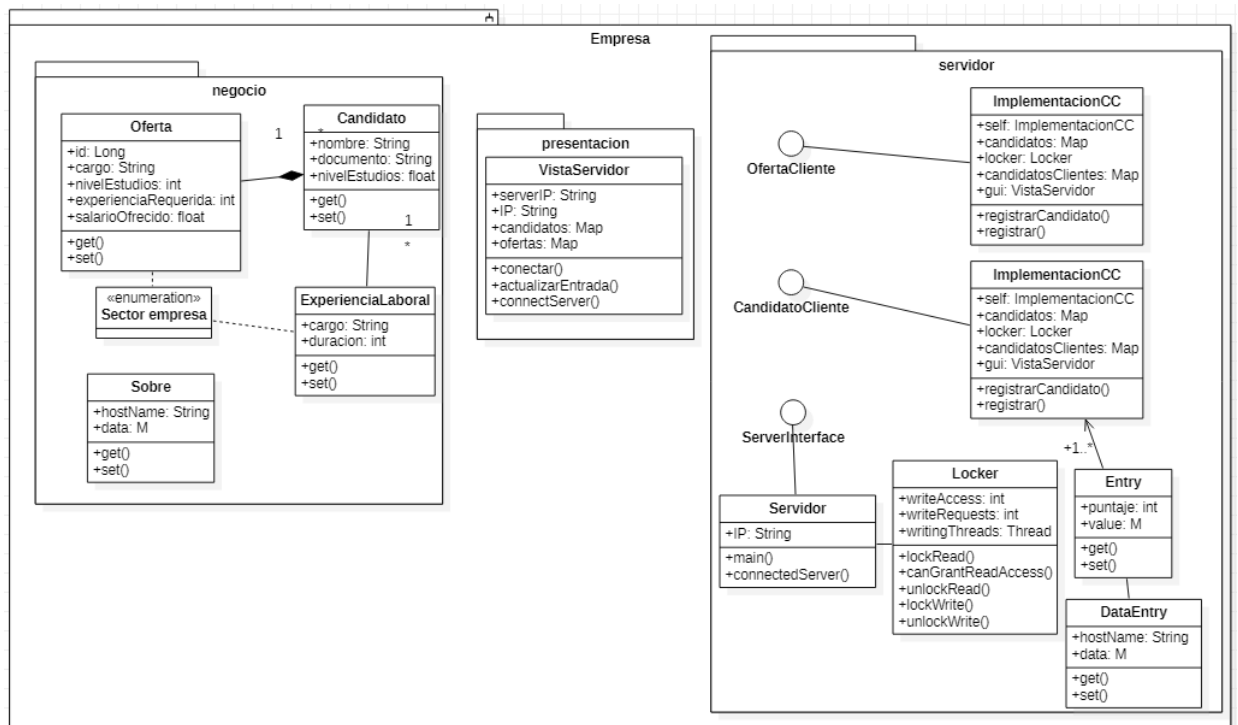 Empresa
negocio
Oferta
+id: Long
+cargo: String
+nivelEstudios: int
+experienciaRequerida: int
+salarioOfrecido: float
+get()
+set()
1
*
Candidato
+nombre: String
+documento: String
+nivelEstudios: float
+get()
+set()
1
*
«enumeration»
Sector empresa
ExperienciaLaboral
+cargo: String
+duracion: int
+get()
+set()
Sobre
+hostName: String
+data: M
+get()
+set()
presentacion
VistaServidor
+serverIP: String
+IP: String
+candidatos: Map
+ofertas: Map
+conectar()
+actualizarEntrada()
+connectServer()
servidor
OfertaCliente
ImplementacionCC
+self: ImplementacionCC
+candidatos: Map
+locker: Locker
+candidatosClientes: Map
+gui: VistaServidor
+registrarCandidato()
+registrar()
CandidatoCliente
ImplementacionCC
+self: ImplementacionCC
+candidatos: Map
+locker: Locker
+candidatosClientes: Map
+gui: VistaServidor
+registrarCandidato()
+registrar()
ServerInterface
+1..*
Servidor
+IP: String
+main()
+connectedServer()
Locker
+writeAccess: int
+writeRequests: int
+writingThreads: Thread
+lockRead()
+canGrantReadAccess()
+unlockRead()
+lockWrite()
+unlockWrite()
Entry
+puntaje: int
+value: M
+get()
+set()
DataEntry
+hostName: String
+data: M
+get()
+set()